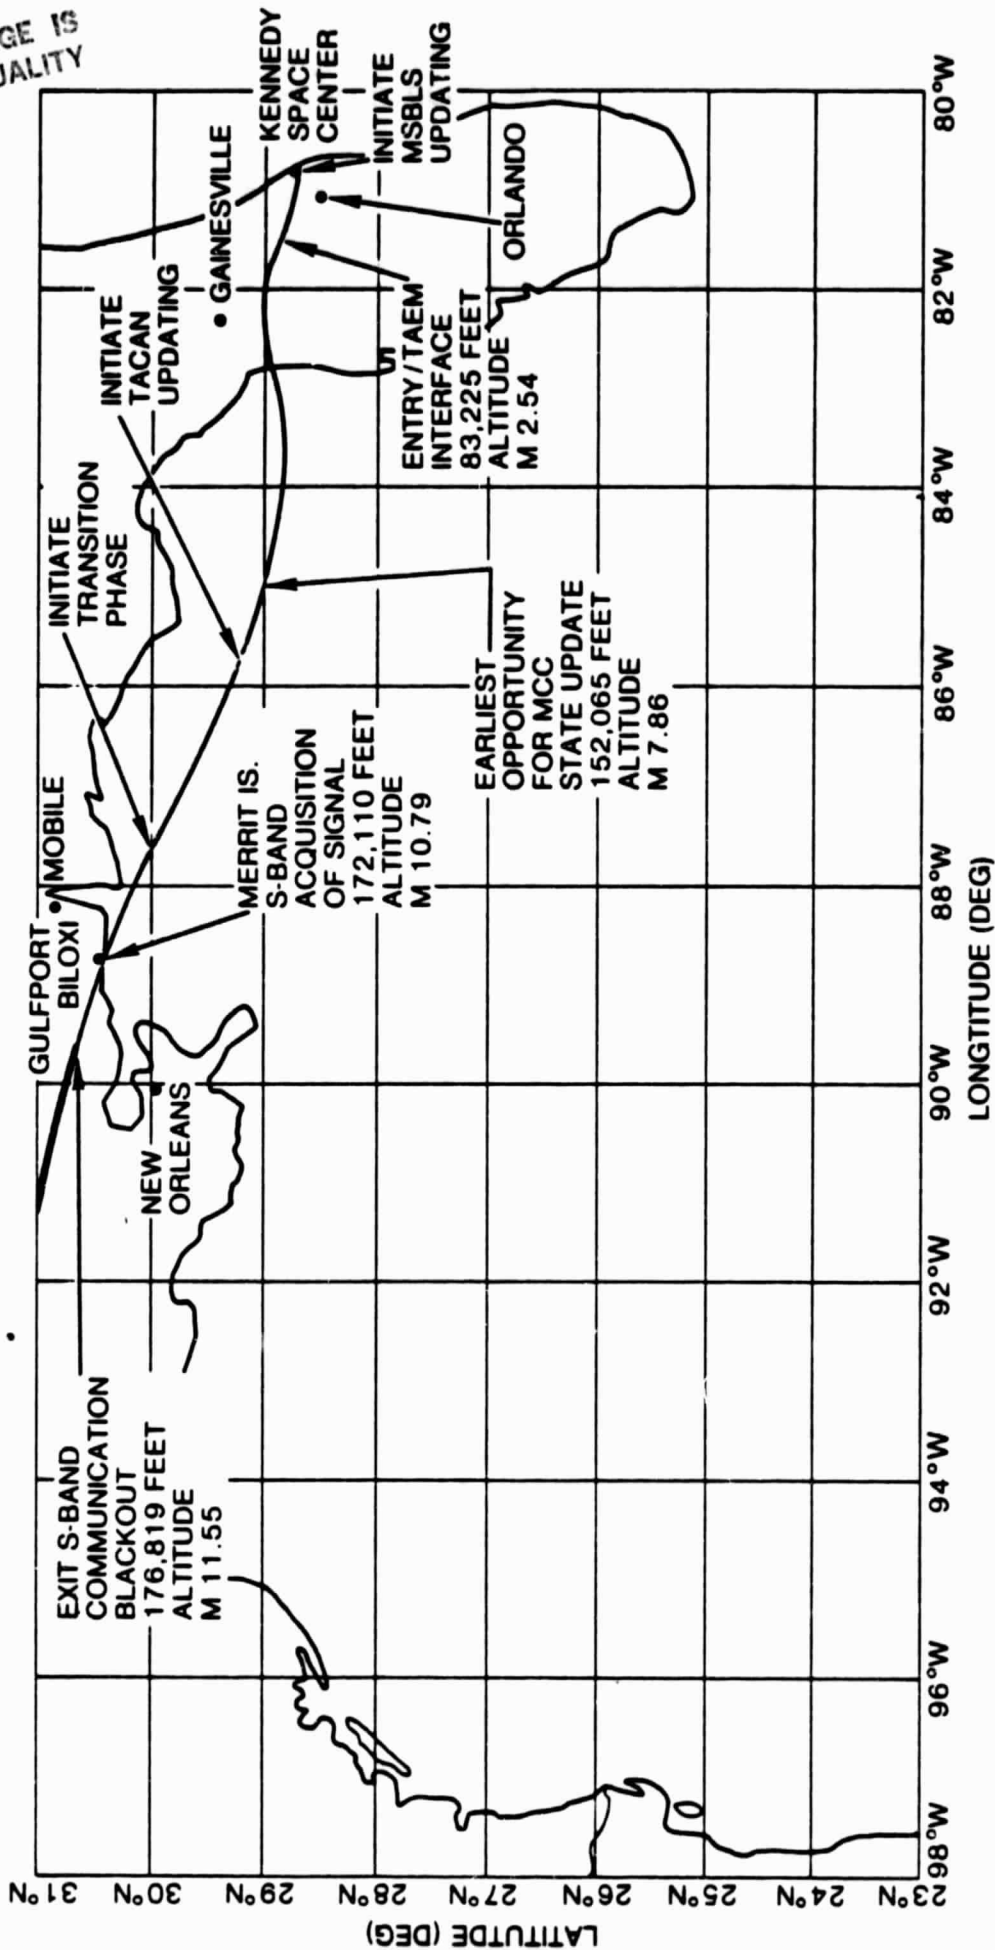 GE IS
UALITY
EXIT S-BAND
COMMUNICATION
BLACKOUT
176,819 FEET
ALTITUDE
M 11.55
NEW
ORLEANS
GULFPORT
BILOXI
MOBILE
MERRIT IS.
S-BAND
ACQUISITION
OF SIGNAL
172,110 FEET
ALTITUDE
M 10.79
INITIATE
TRANSITION
PHASE
INITIATE
TACAN
UPDATING
EARLIEST
OPPORTUNITY
FOR MCC
STATE UPDATE
152,065 FEET
ALTITUDE
M 7.86
GAINESVILLE
ENTRY/TAEM
INTERFACE
83,225 FEET
ALTITUDE
M 2.54
ORLANDO
KENNEDY
SPACE
CENTER
INITIATE
MSBLS
UPDATING
LATITUDE (DEG)
31°N
30°N
29°N
28°N
27°N
26°N
25°N
24°N
23°N
98°W
96°W
94°W
92°W
90°W
88°W
86°W
84°W
82°W
80°W
LONGTITUDE (DEG)